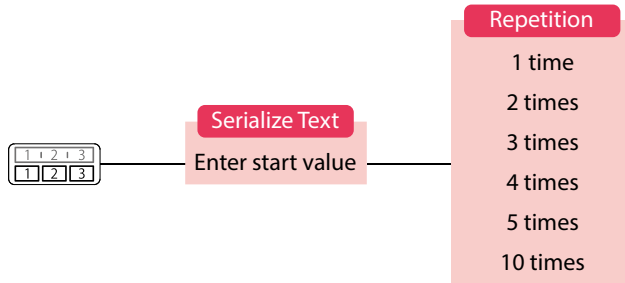 1 2 3
1 2 3
Serialize Text
Enter start value
Repetition
1 time
2 times
3 times
4 times
5 times
10 times